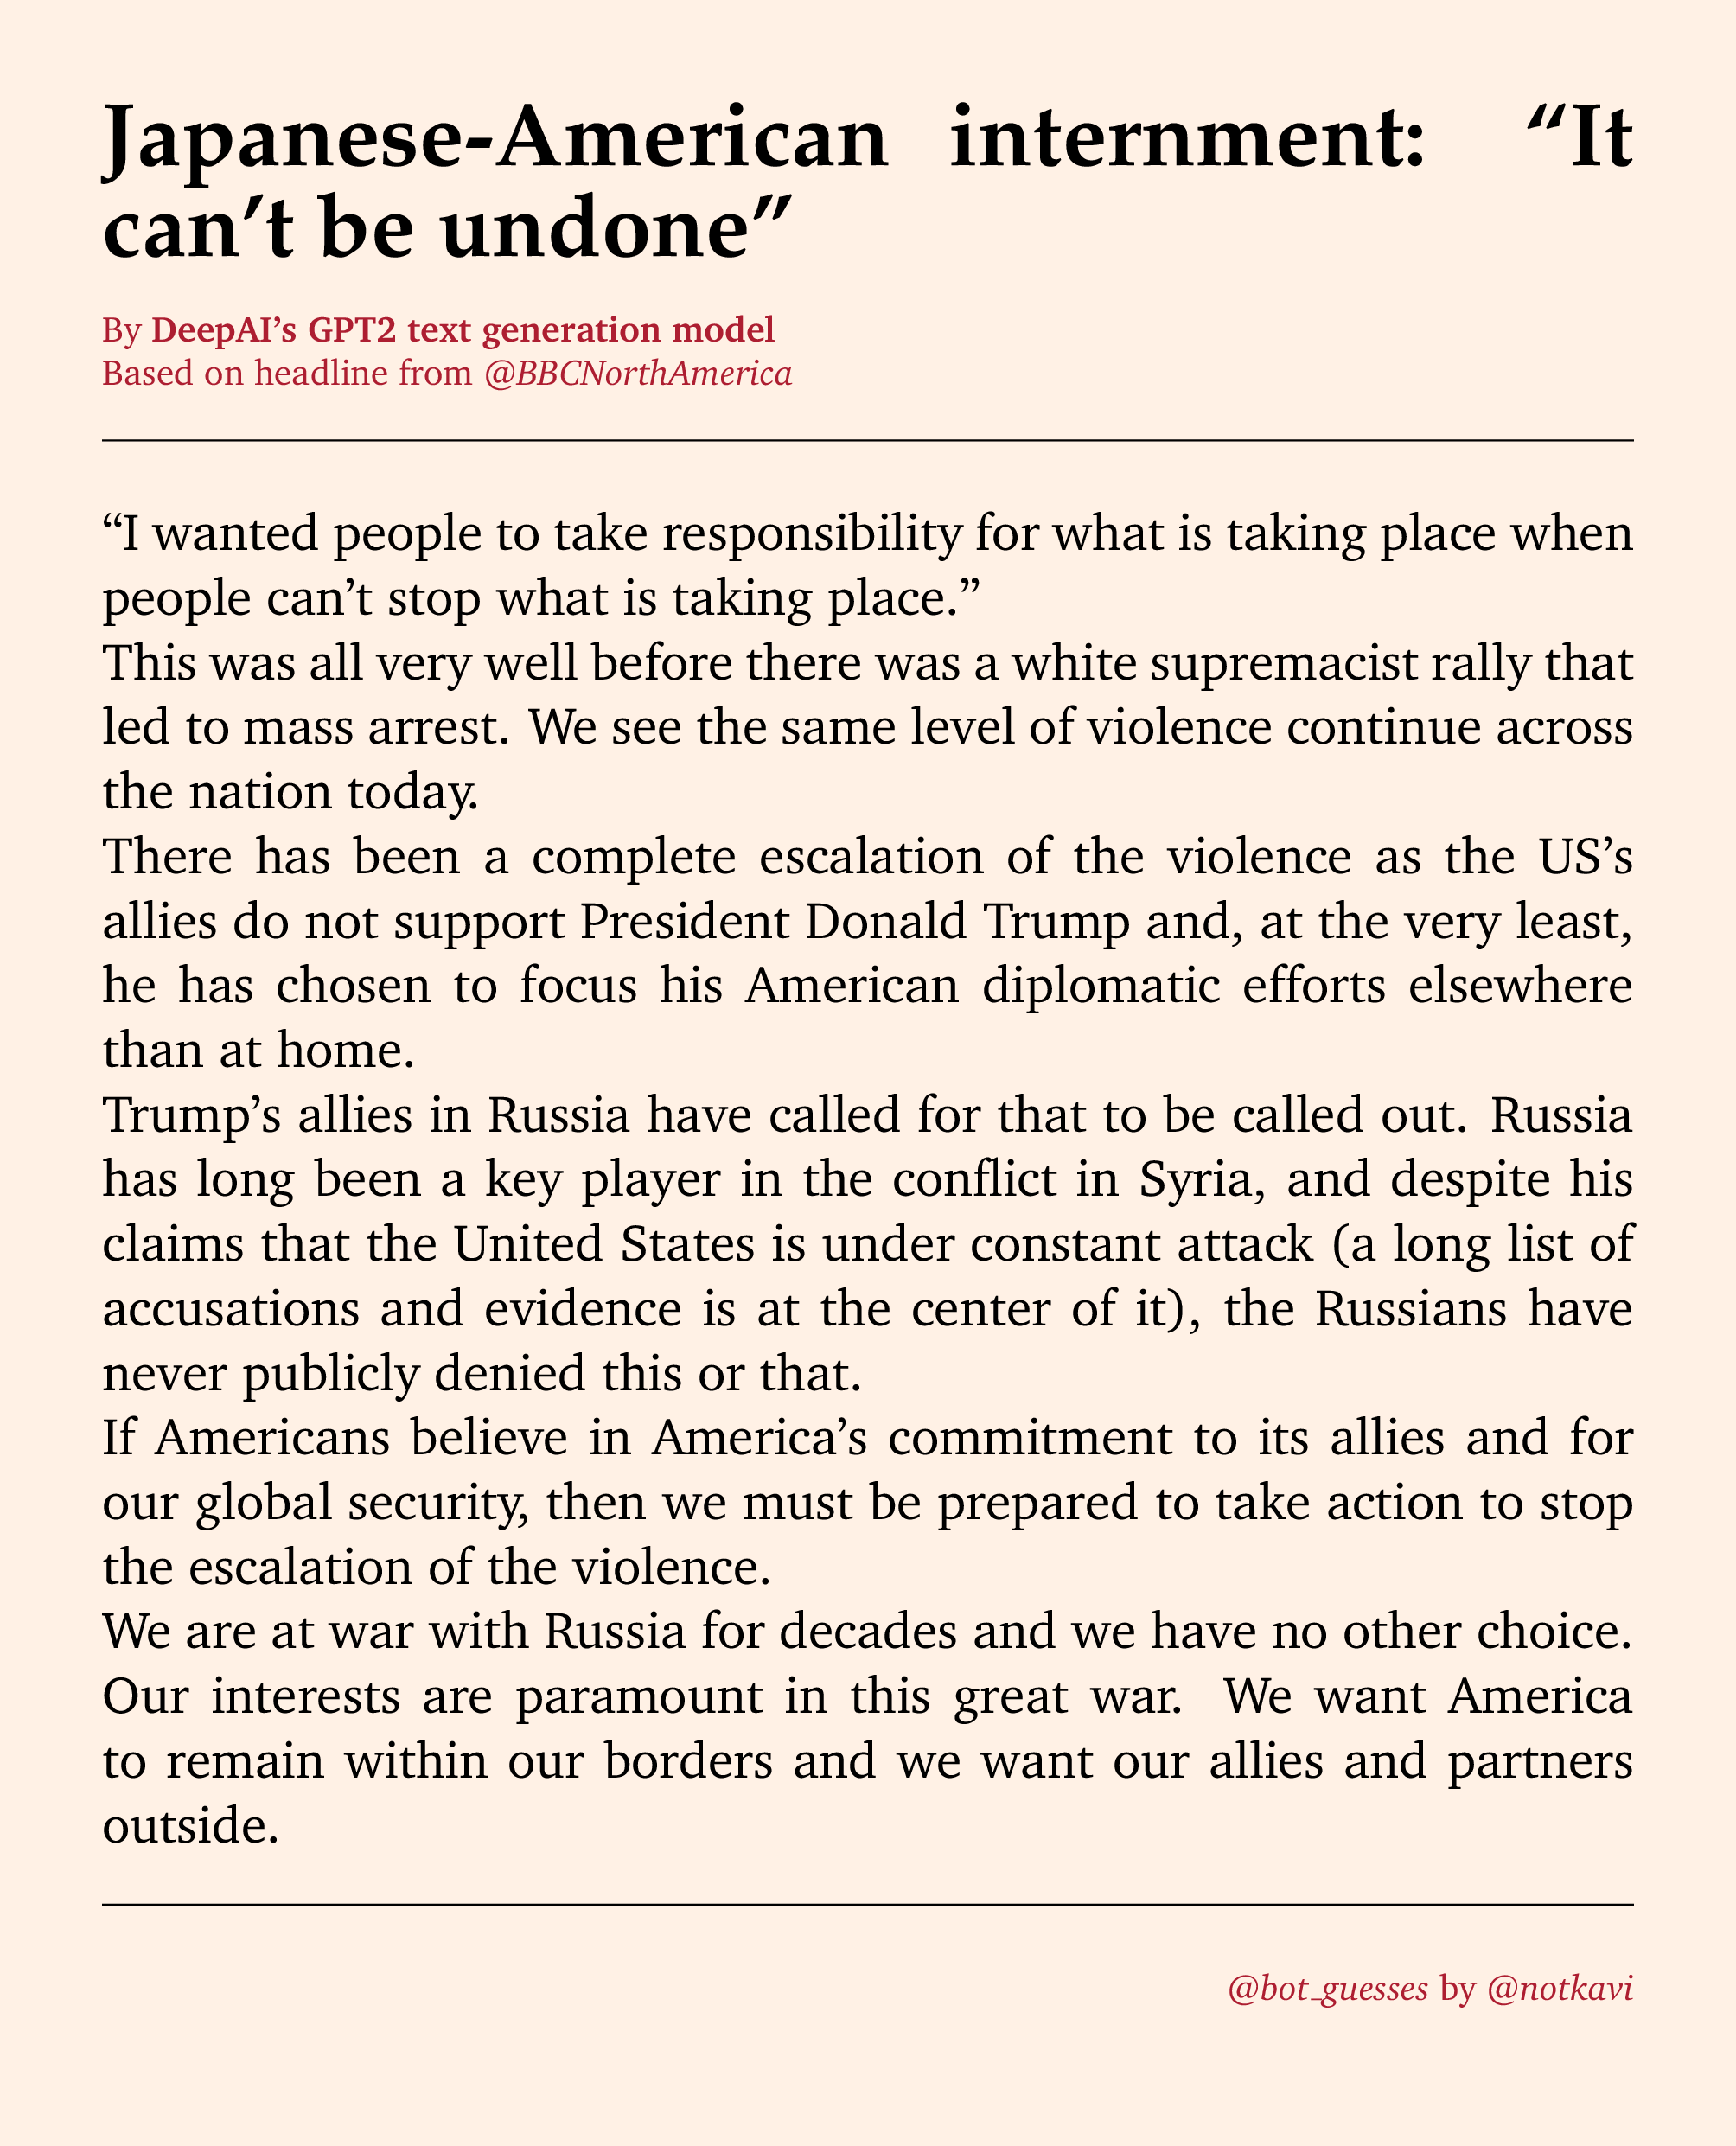 Japanese-American internment: “It
can’t be undone”
By DeepAI’s GPT2 text generation model
Based on headline from @BBCNorthAmerica
“I wanted people to take responsibility for what is taking place when
people can’t stop what is taking place.”
This was all very well before there was a white supremacist rally that
led to mass arrest. We see the same level of violence continue across
the nation today.
There has been a complete escalation of the violence as the US’s
allies do not support President Donald Trump and, at the very least,
he has chosen to focus his American diplomatic efforts elsewhere
than at home.
Trump’s allies in Russia have called for that to be called out. Russia
has long been a key player in the conflict in Syria, and despite his
claims that the United States is under constant attack (a long list of
accusations and evidence is at the center of it), the Russians have
never publicly denied this or that.
If Americans believe in America’s commitment to its allies and for
our global security, then we must be prepared to take action to stop
the escalation of the violence.
We are at war with Russia for decades and we have no other choice.
Our interests are paramount in this great war. We want America
to remain within our borders and we want our allies and partners
outside.
@bot_guesses by @notkavi